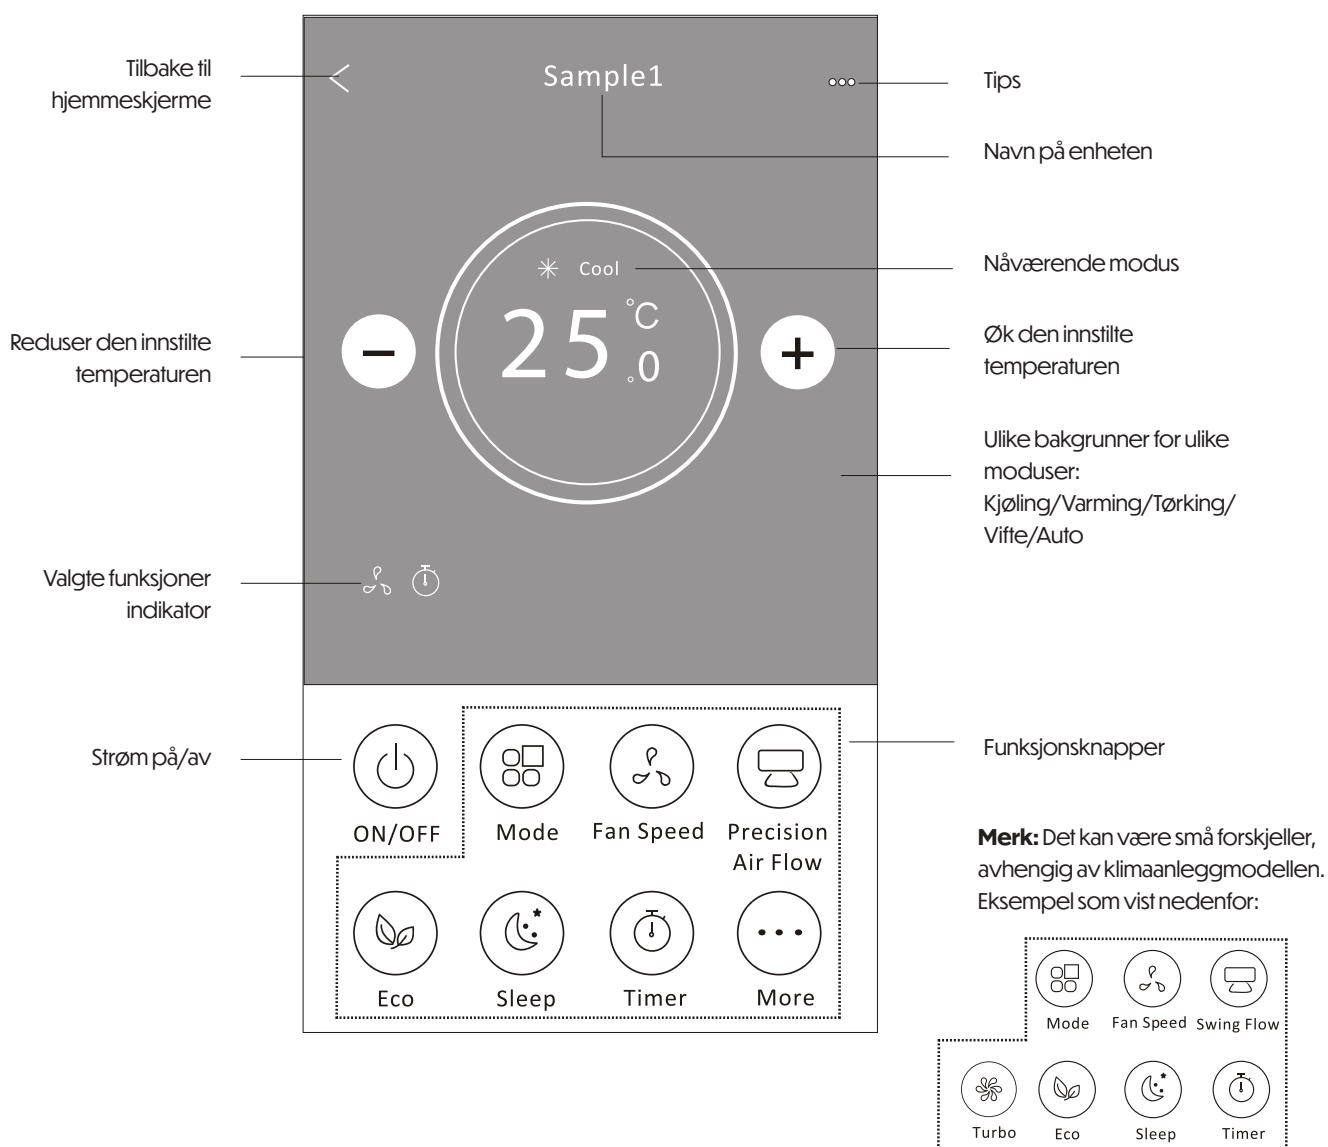 Tilbake til
hjemmeskjerme
Sample1
Tips
Navn på enheten
Cool
Nåværende modus
25.0 °C
Reduser den innstilte
temperaturen
Øk den innstilte
temperaturen
Ulike bakgrunner for ulike
moduser:
Kjøling/Varming/Tørking/
Vifte/Auto
Valgte funksjoner
indikator
Strøm på/av
ON/OFF
Mode
Fan Speed
Precision
Air Flow
Eco
Sleep
Timer
More
Funksjonsknapper
Merk: Det kan være små forskjeller,
avhengig av klimaanleggmodellen.
Eksempel som vist nedenfor:
Mode
Fan Speed
Swing Flow
Turbo
Eco
Sleep
Timer